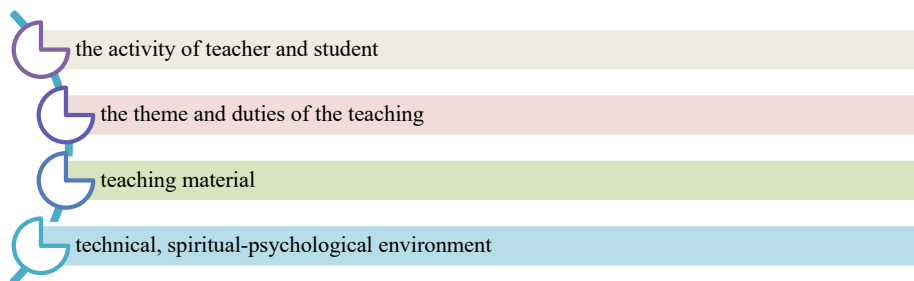 the activity of teacher and student
the theme and duties of the teaching
teaching material
technical, spiritual-psychological environment